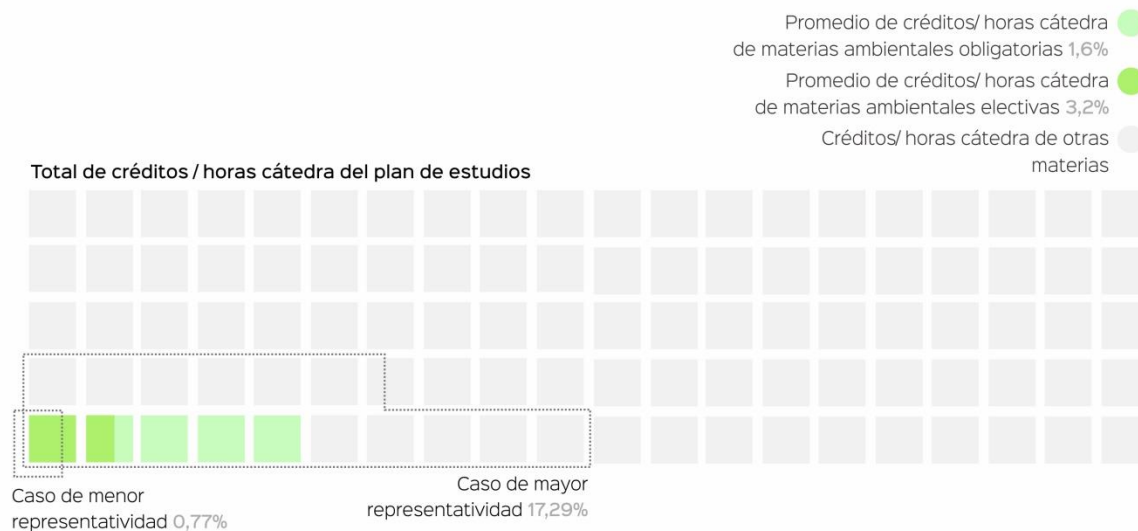 Promedio de créditos/ horas cátedra
de materias ambientales obligatorias 1,6%
Promedio de créditos/ horas cátedra
de materias ambientales electivas 3,2%
Créditos/ horas cátedra de otras
materias
Total de créditos / horas cátedra del plan de estudios
Caso de menor
representatividad 0,77%
Caso de mayor
representatividad 17,29%